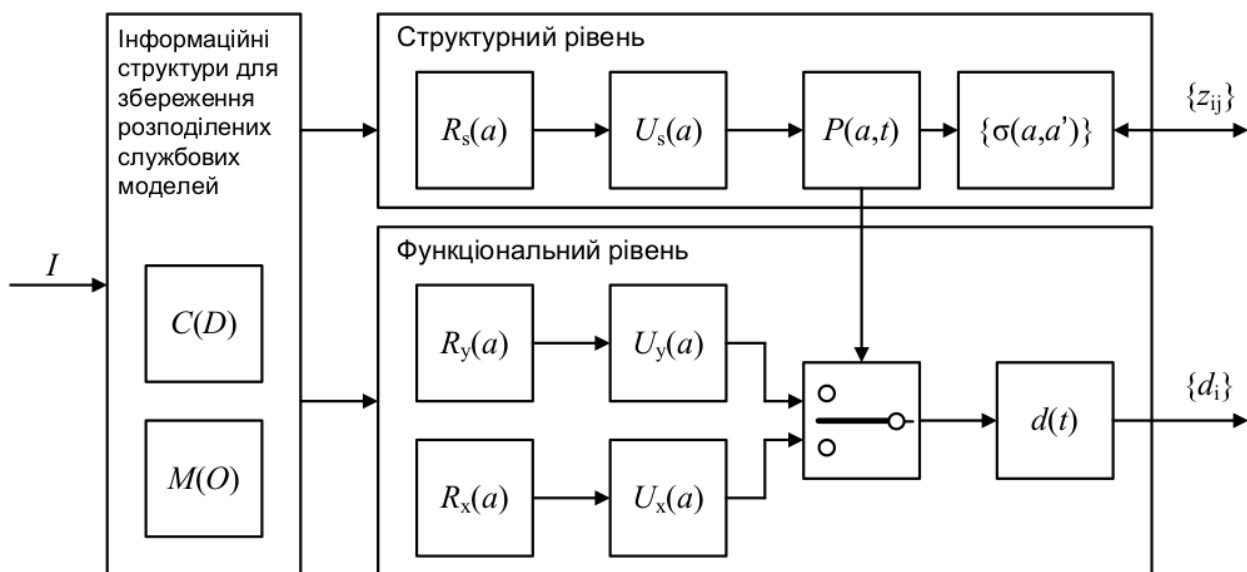 Інформаційні
структури для
збереження
розподілених
службових
моделей
I
C(D)
M(O)
Структурний рівень
Rs(a)
Us(a)
P(a,t)
{σ(a,a’)}
{zij}
Функціональний рівень
Ry(a)
Uy(a)
Rx(a)
Ux(a)
d(t)
{di}